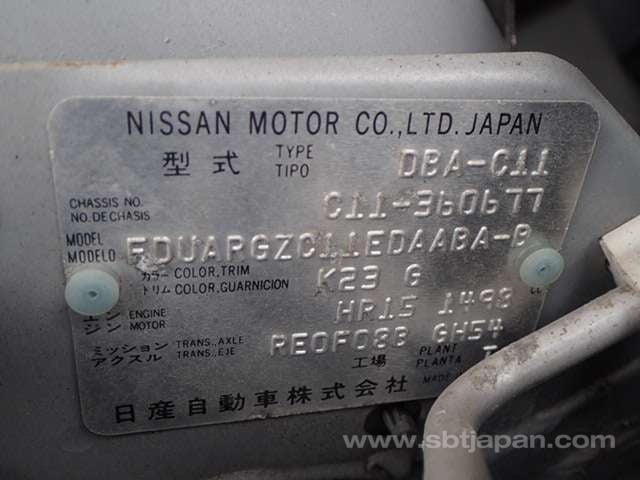 NISSAN MOTOR CO.,LTD. JAPAN
型式 TYPE TIPO DBA-C11
CHASSIS NO. NO. DE CHASIS C11-360677
MODEL MODELO EDUARGZC11EDAABA-B
カラー COLOR, TRIM トリム COLOR, GUARNICION K23 G
エンジン ENGINE MOTOR HR15 1498 CC
ミッション TRANS., AXLE アクスル TRANS., EJE RE0F08B GH54
工場 PLANT PLANTA
日産自動車株式会社 MADE
www.sbtjapan.com